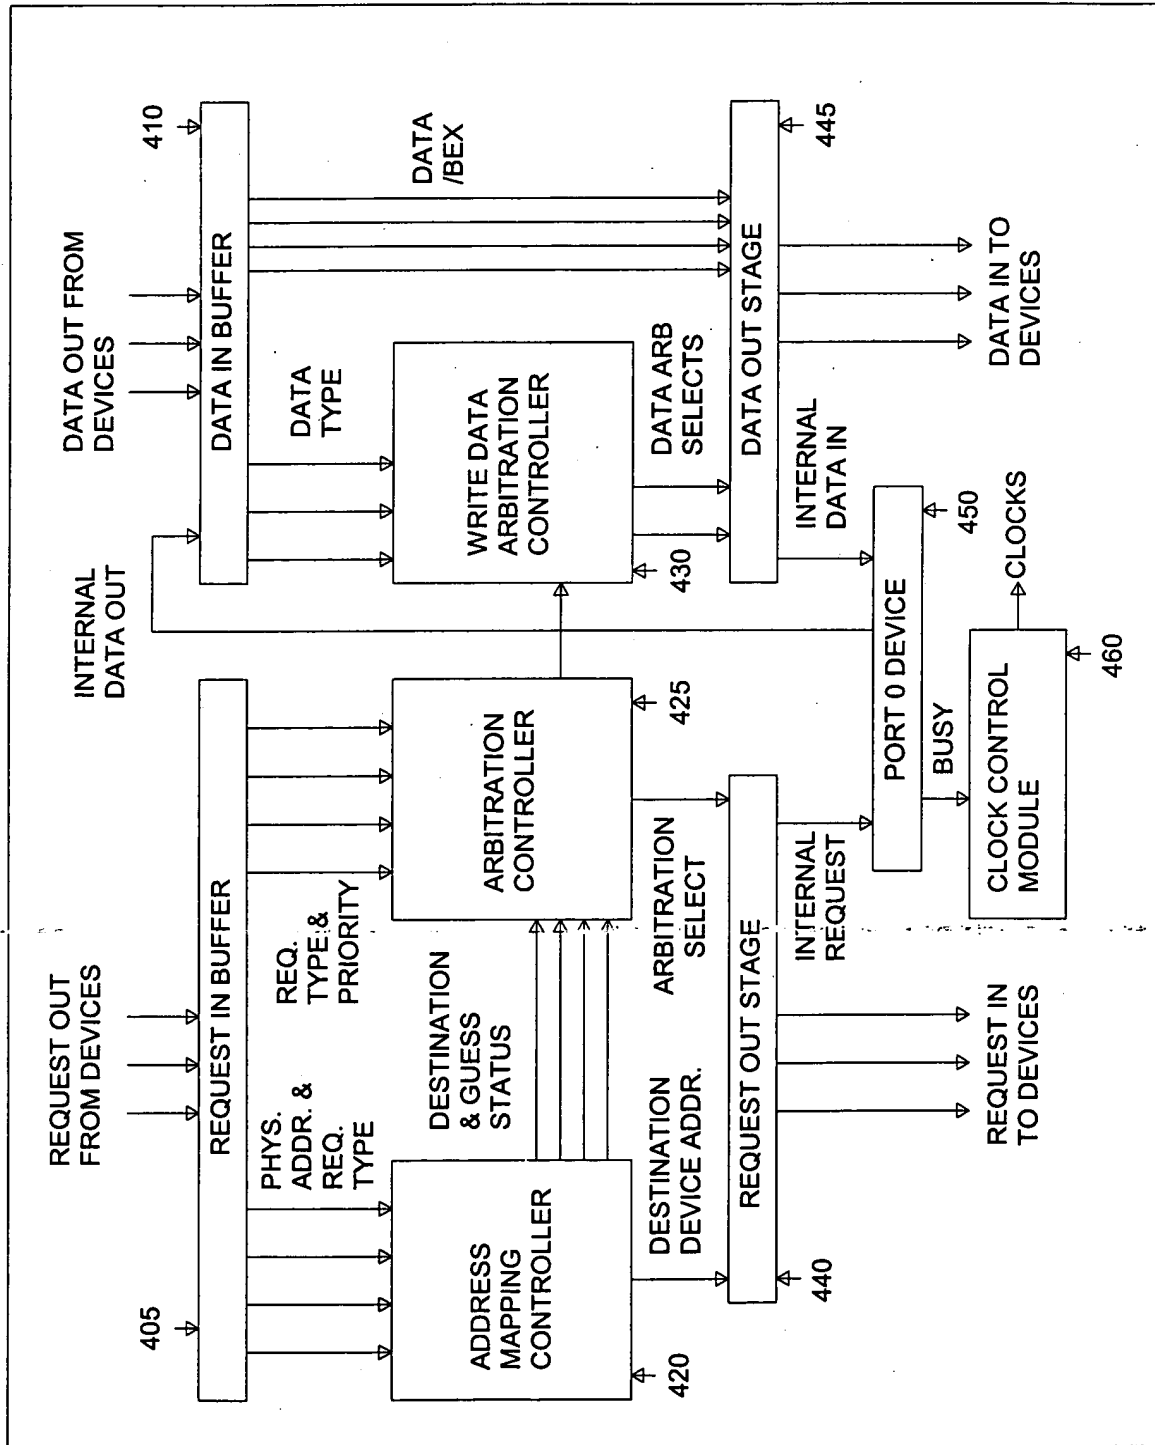 REQUEST OUT
FROM DEVICES
INTERNAL
DATA OUT
DATA OUT FROM
DEVICES
405
410
REQUEST IN BUFFER
DATA IN BUFFER
PHYS.
ADDR. &
REQ.
TYPE
REQ.
TYPE &
PRIORITY
DATA
TYPE
DATA
/BEX
ADDRESS
MAPPING
CONTROLLER
DESTINATION
& GUESS
STATUS
ARBITRATION
CONTROLLER
WRITE DATA
ARBITRATION
CONTROLLER
420
425
430
DESTINATION
DEVICE ADDR.
ARBITRATION
SELECT
DATA ARB
SELECTS
REQUEST OUT STAGE
DATA OUT STAGE
440
445
INTERNAL
REQUEST
INTERNAL
DATA IN
PORT 0 DEVICE
450
REQUEST IN
TO DEVICES
DATA IN TO
DEVICES
BUSY
CLOCK CONTROL
MODULE
CLOCKS
460